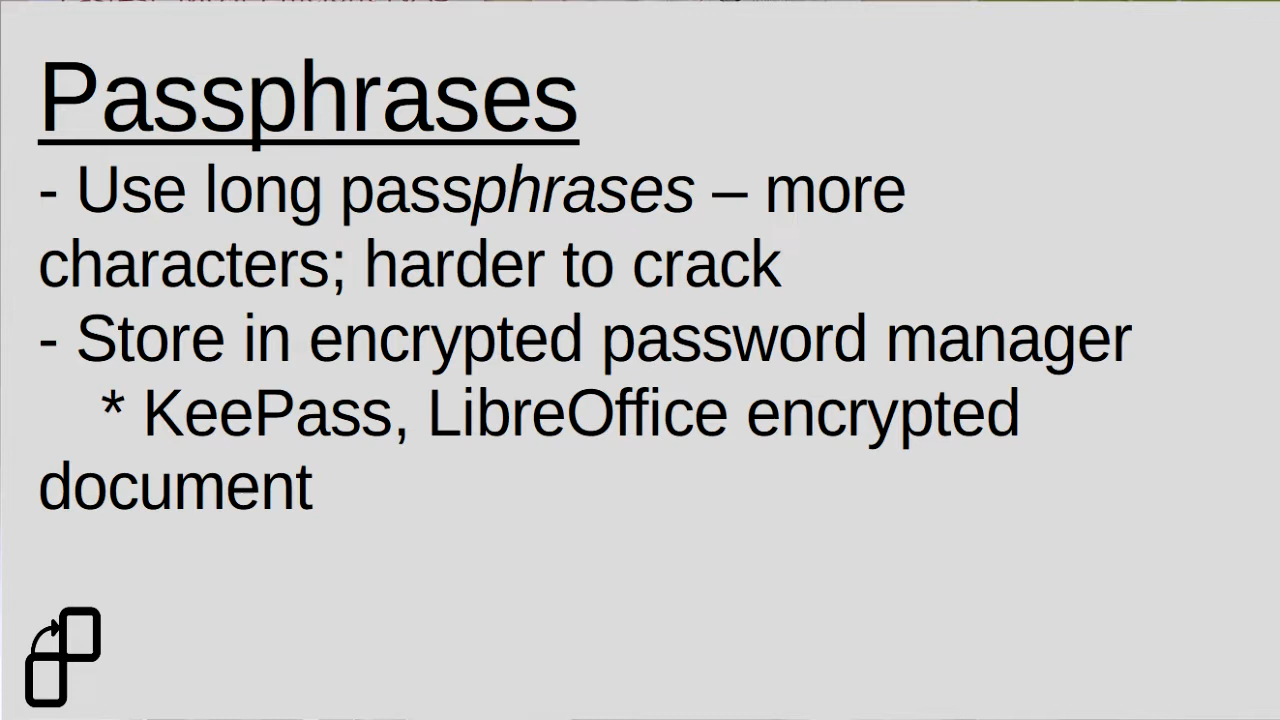 Passphrases
- Use long passphrases – more
characters; harder to crack
- Store in encrypted password manager
* KeePass, LibreOffice encrypted
document